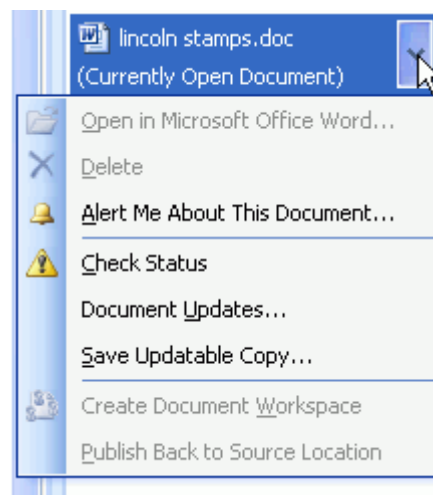 lincoln stamps.doc
(Currently Open Document)
Open in Microsoft Office Word...
Delete
Alert Me About This Document...
Check Status
Document Updates...
Save Updatable Copy...
Create Document Workspace
Publish Back to Source Location